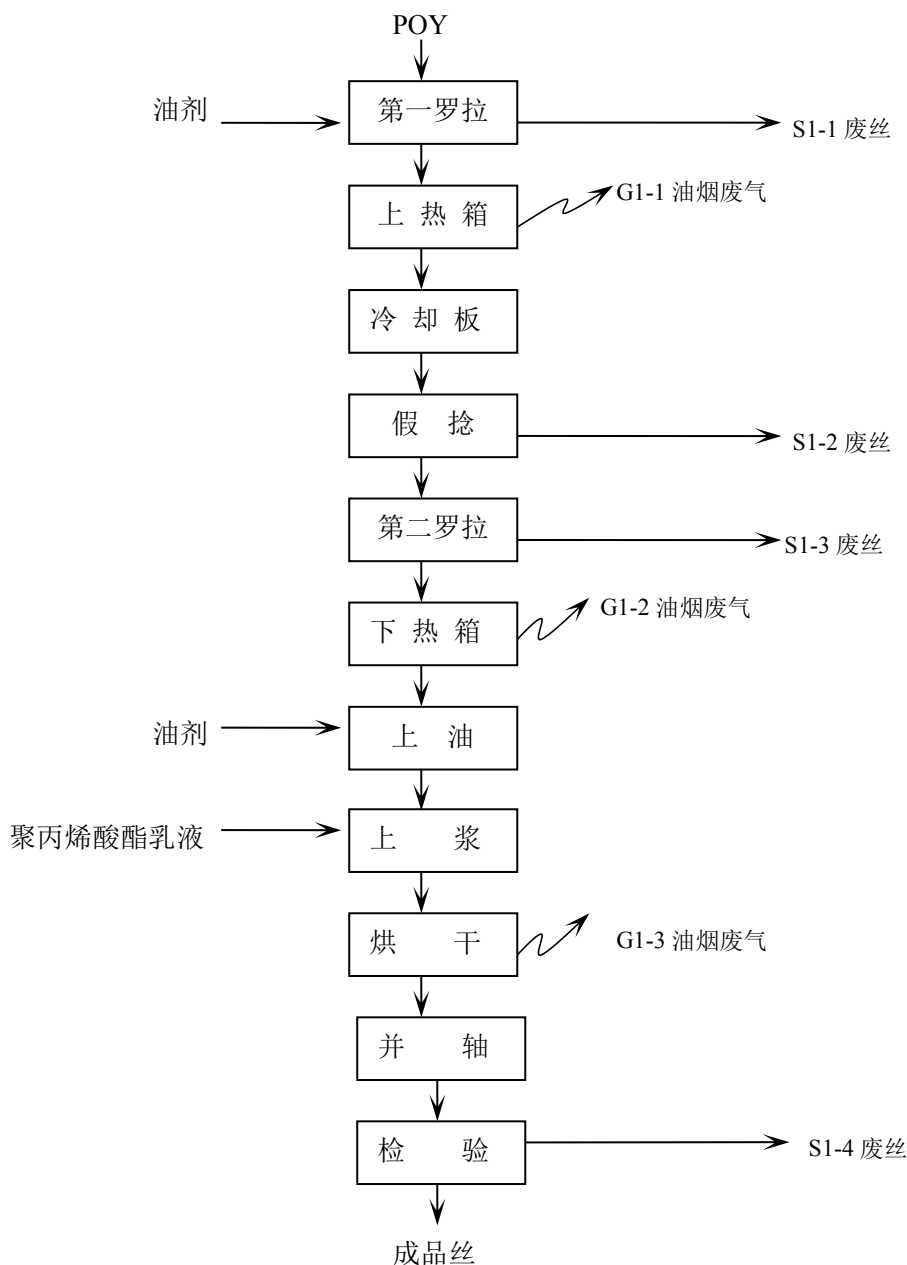 POY
油剂
第一罗拉
S1-1 废丝
上 热 箱
G1-1 油烟废气
冷 却 板
假 捻
S1-2 废丝
第二罗拉
S1-3 废丝
下 热 箱
G1-2 油烟废气
油剂
上 油
聚丙烯酸酯乳液
上 浆
烘 干
G1-3 油烟废气
并 轴
检 验
S1-4 废丝
成品丝